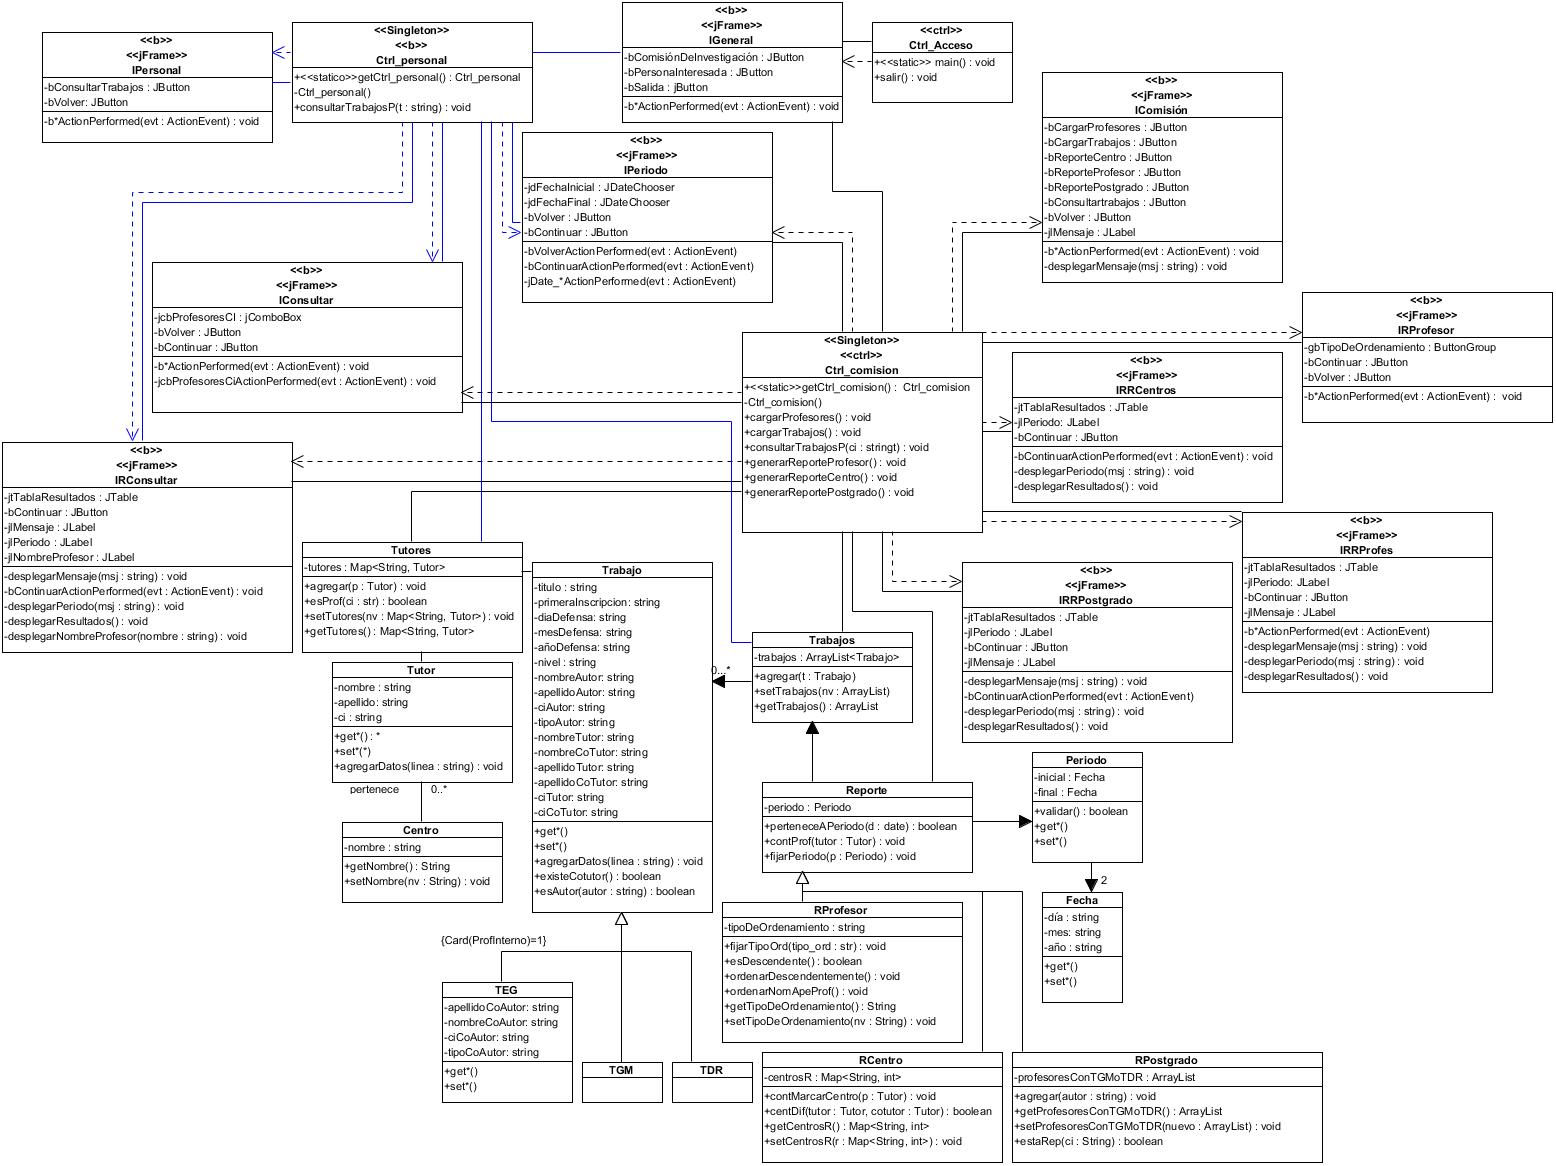 <<b>>
<<jFrame>>
IPersonal
-bConsultarTrabajos : JButton
-bVolver: JButton
-b*ActionPerformed(evt : ActionEvent) : void
<<Singleton>>
<<b>>
Ctrl_personal
+<<statico>>getCtrl_personal() : Ctrl_personal
-Ctrl_personal()
+consultarTrabajosP(t : string) : void
<<b>>
<<jFrame>>
IGeneral
-bComisiónDeInvestigación : JButton
-bPersonaInteresada : JButton
-bSalida : jButton
-b*ActionPerformed(evt : ActionEvent) : void
<<ctrl>>
Ctrl_Acceso
+<<static>> main() : void
+salir() : void
<<b>>
<<jFrame>>
IComisión
-bCargarProfesores : JButton
-bCargarTrabajos : JButton
-bReporteCentro : JButton
-bReporteProfesor : JButton
-bReportePostgrado : JButton
-bConsultartrabajos : JButton
-bVolver : JButton
-jlMensaje : JLabel
-b*ActionPerformed(evt : ActionEvent) : void
-desplegarMensaje(msj : string) : void
<<b>>
<<jFrame>>
IPeriodo
-jdFechaInicial : JDateChooser
-jdFechaFinal : JDateChooser
-bVolver : JButton
-bContinuar : JButton
-bVolverActionPerformed(evt : ActionEvent)
-bContinuarActionPerformed(evt : ActionEvent)
-jDate_*ActionPerformed(evt : ActionEvent)
<<b>>
<<jFrame>>
IConsultar
-jcbProfesoresCI : jComboBox
-bVolver : JButton
-bContinuar : JButton
-b*ActionPerformed(evt : ActionEvent) : void
-jcbProfesoresCiActionPerformed(evt : ActionEvent) : void
<<b>>
<<jFrame>>
IRProfesor
-gbTipoDeOrdenamiento : ButtonGroup
-bContinuar : JButton
-bVolver : JButton
-b*ActionPerformed(evt : ActionEvent) : void
<<Singleton>>
<<ctrl>>
Ctrl_comision
+<<static>>getCtrl_comision() : Ctrl_comision
-Ctrl_comision()
+cargarProfesores() : void
+cargarTrabajos() : void
+consultarTrabajosP(ci : stringt) : void
+generarReporteProfesor() : void
+generarReporteCentro() : void
+generarReportePostgrado() : void
<<b>>
<<jFrame>>
IRRCentros
-jtTablaResultados : JTable
-jlPeriodo: JLabel
-bContinuar : JButton
-bContinuarActionPerformed(evt : ActionEvent) : void
-desplegarPeriodo(msj : string) : void
-desplegarResultados() : void
<<b>>
<<jFrame>>
IRConsultar
-jtTablaResultados : JTable
-bContinuar : JButton
-jlMensaje : JLabel
-jlPeriodo : JLabel
-jlNombreProfesor : JLabel
-desplegarMensaje(msj : string) : void
-bContinuarActionPerformed(evt : ActionEvent) : void
-desplegarPeriodo(msj : string) : void
-desplegarResultados() : void
-desplegarNombreProfesor(nombre : string) : void
<<b>>
<<jFrame>>
IRRProfes
-jtTablaResultados : JTable
-jlPeriodo: JLabel
-bContinuar : JButton
-jlMensaje : JLabel
-b*ActionPerformed(evt : ActionEvent)
-desplegarMensaje(msj : string) : void
-desplegarPeriodo(msj : string) : void
-desplegarResultados() : void
Tutores
-tutores : Map<String, Tutor>
+agregar(p : Tutor) : void
+esProf(ci : str) : boolean
+setTutores(nv : Map<String, Tutor>) : void
+getTutores() : Map<String, Tutor>
Trabajo
-titulo : string
-primeraInscripcion: string
-diaDefensa: string
-mesDefensa: string
-añoDefensa: string
-nivel : string
-nombreAutor: string
-apellidoAutor: string
-ciAutor: string
-tipoAutor: string
-nombreTutor: string
-nombreCoTutor: string
-apellidoTutor: string
-apellidoCoTutor: string
-ciTutor: string
-ciCoTutor: string
+get*()
+set*()
+agregarDatos(linea : string) : void
+existeCotutor() : boolean
+esAutor(autor : string) : boolean
<<b>>
<<jFrame>>
IRRPostgrado
-jtTablaResultados : JTable
-jlPeriodo : JLabel
-bContinuar : JButton
-jlMensaje : JLabel
-desplegarMensaje(msj : string) : void
-bContinuarActionPerformed(evt : ActionEvent)
-desplegarPeriodo(msj : string) : void
-desplegarResultados() : void
Trabajos
-trabajos : ArrayList<Trabajo>
+agregar(t : Trabajo)
+setTrabajos(nv : ArrayList)
+getTrabajos() : ArrayList
0...*
Tutor
-nombre : string
-apellido: string
-ci : string
+get*() : *
+set*(*)
+agregarDatos(linea : string) : void
pertenece
0..*
Centro
-nombre : string
+getNombre() : String
+setNombre(nv : String) : void
Reporte
-periodo : Periodo
+perteneceAPeriodo(d : date) : boolean
+contProf(tutor : Tutor) : void
+fijarPeriodo(p : Periodo) : void
Periodo
-inicial : Fecha
-final : Fecha
+validar() : boolean
+get*()
+set*()
2
Fecha
-día : string
-mes: string
-año : string
+get*()
+set*()
RProfesor
-tipoDeOrdenamiento : string
+fijarTipoOrd(tipo_ord : str) : void
+esDescendente() : boolean
+ordenarDescendentemente() : void
+ordenarNomApeProf() : void
+getTipoDeOrdenamiento() : String
+setTipoDeOrdenamiento(nv : String) : void
{Card(ProfInterno)=1}
TEG
-apellidoCoAutor: string
-nombreCoAutor: string
-ciCoAutor: string
-tipoCoAutor: string
+get*()
+set*()
TGM
TDR
RCentro
-centrosR : Map<String, int>
+contMarcarCentro(p : Tutor) : void
+centDif(tutor : Tutor, cotutor : Tutor) : boolean
+getCentrosR() : Map<String, int>
+setCentrosR(r : Map<String, int>) : void
RPostgrado
-profesoresConTGMoTDR : ArrayList
+agregar(autor : string) : void
+getProfesoresConTGMoTDR() : ArrayList
+setProfesoresConTGMoTDR(nuevo : ArrayList) : void
+estaRep(ci : String) : boolean